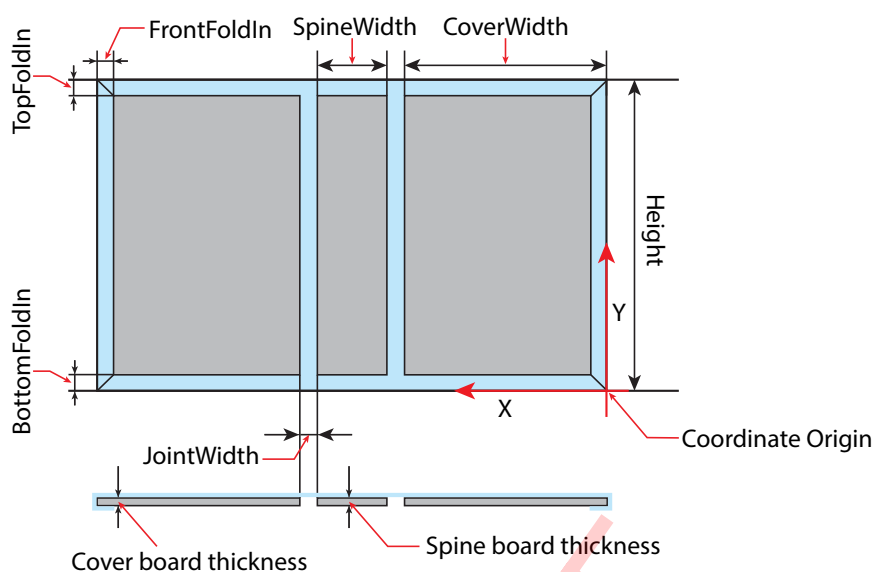 FrontFoldIn
SpineWidth
CoverWidth
TopFoldIn
Height
Y
BottomFoldIn
X
Coordinate Origin
JointWidth
Cover board thickness
Spine board thickness